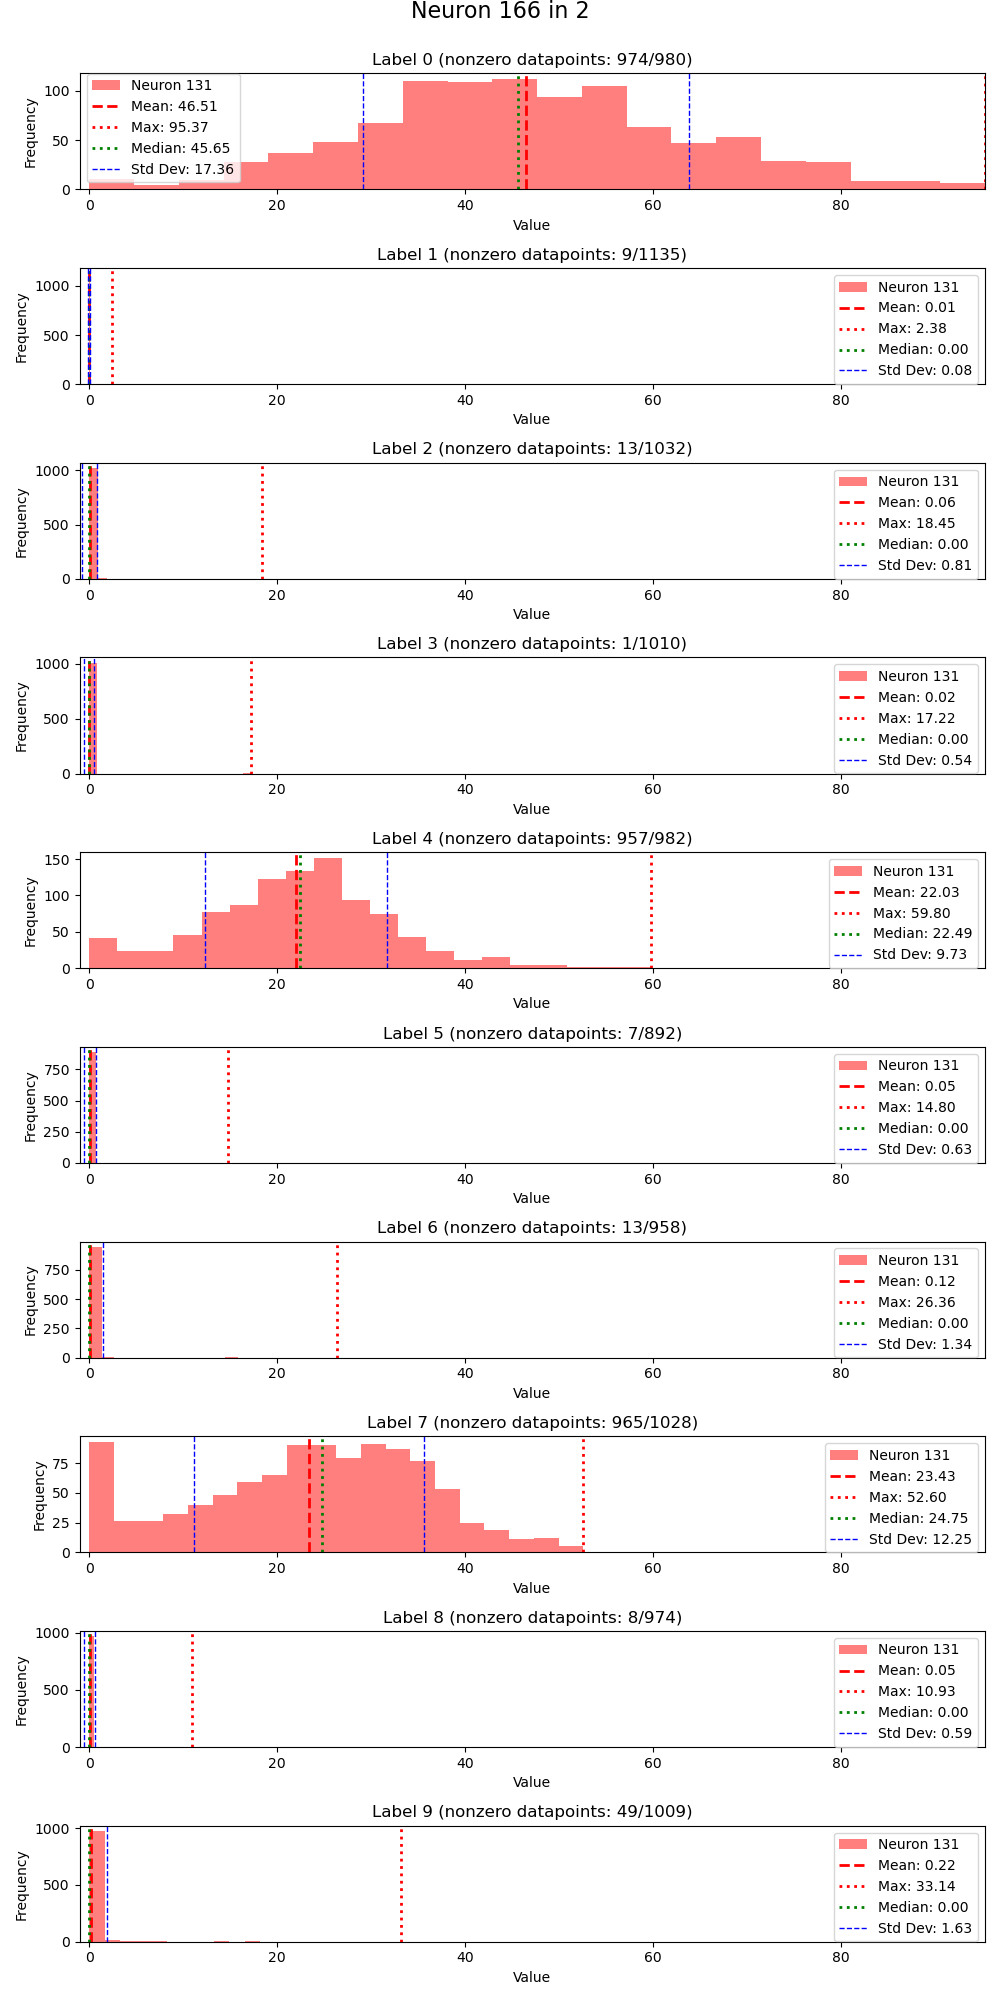 Neuron 166 in 2
Label 0 (nonzero datapoints: 974/980)
Frequency
100
50
0
Neuron 131
Mean: 46.51
Max: 95.37
Median: 45.65
Std Dev: 17.36
0 20 40 60 80
Value
Label 1 (nonzero datapoints: 9/1135)
Frequency
1000
500
0
Neuron 131
Mean: 0.01
Max: 2.38
Median: 0.00
Std Dev: 0.08
0 20 40 60 80
Value
Label 2 (nonzero datapoints: 13/1032)
Frequency
1000
500
0
Neuron 131
Mean: 0.06
Max: 18.45
Median: 0.00
Std Dev: 0.81
0 20 40 60 80
Value
Label 3 (nonzero datapoints: 1/1010)
Frequency
1000
500
0
Neuron 131
Mean: 0.02
Max: 17.22
Median: 0.00
Std Dev: 0.54
0 20 40 60 80
Value
Label 4 (nonzero datapoints: 957/982)
Frequency
150
100
50
0
Neuron 131
Mean: 22.03
Max: 59.80
Median: 22.49
Std Dev: 9.73
0 20 40 60 80
Value
Label 5 (nonzero datapoints: 7/892)
Frequency
750
500
250
0
Neuron 131
Mean: 0.05
Max: 14.80
Median: 0.00
Std Dev: 0.63
0 20 40 60 80
Value
Label 6 (nonzero datapoints: 13/958)
Frequency
750
500
250
0
Neuron 131
Mean: 0.12
Max: 26.36
Median: 0.00
Std Dev: 1.34
0 20 40 60 80
Value
Label 7 (nonzero datapoints: 965/1028)
Frequency
75
50
25
0
Neuron 131
Mean: 23.43
Max: 52.60
Median: 24.75
Std Dev: 12.25
0 20 40 60 80
Value
Label 8 (nonzero datapoints: 8/974)
Frequency
1000
500
0
Neuron 131
Mean: 0.05
Max: 10.93
Median: 0.00
Std Dev: 0.59
0 20 40 60 80
Value
Label 9 (nonzero datapoints: 49/1009)
Frequency
1000
500
0
Neuron 131
Mean: 0.22
Max: 33.14
Median: 0.00
Std Dev: 1.63
0 20 40 60 80
Value